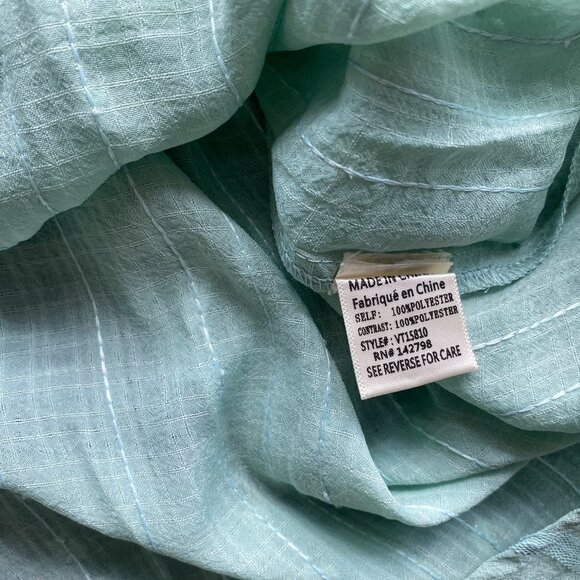 MADE IN CHINA
Fabriqué en Chine
SELF: 100%POLYESTER
CONTRAST: 100%POLYESTER
STYLE#: VT15810
RN# 142798
SEE REVERSE FOR CARE